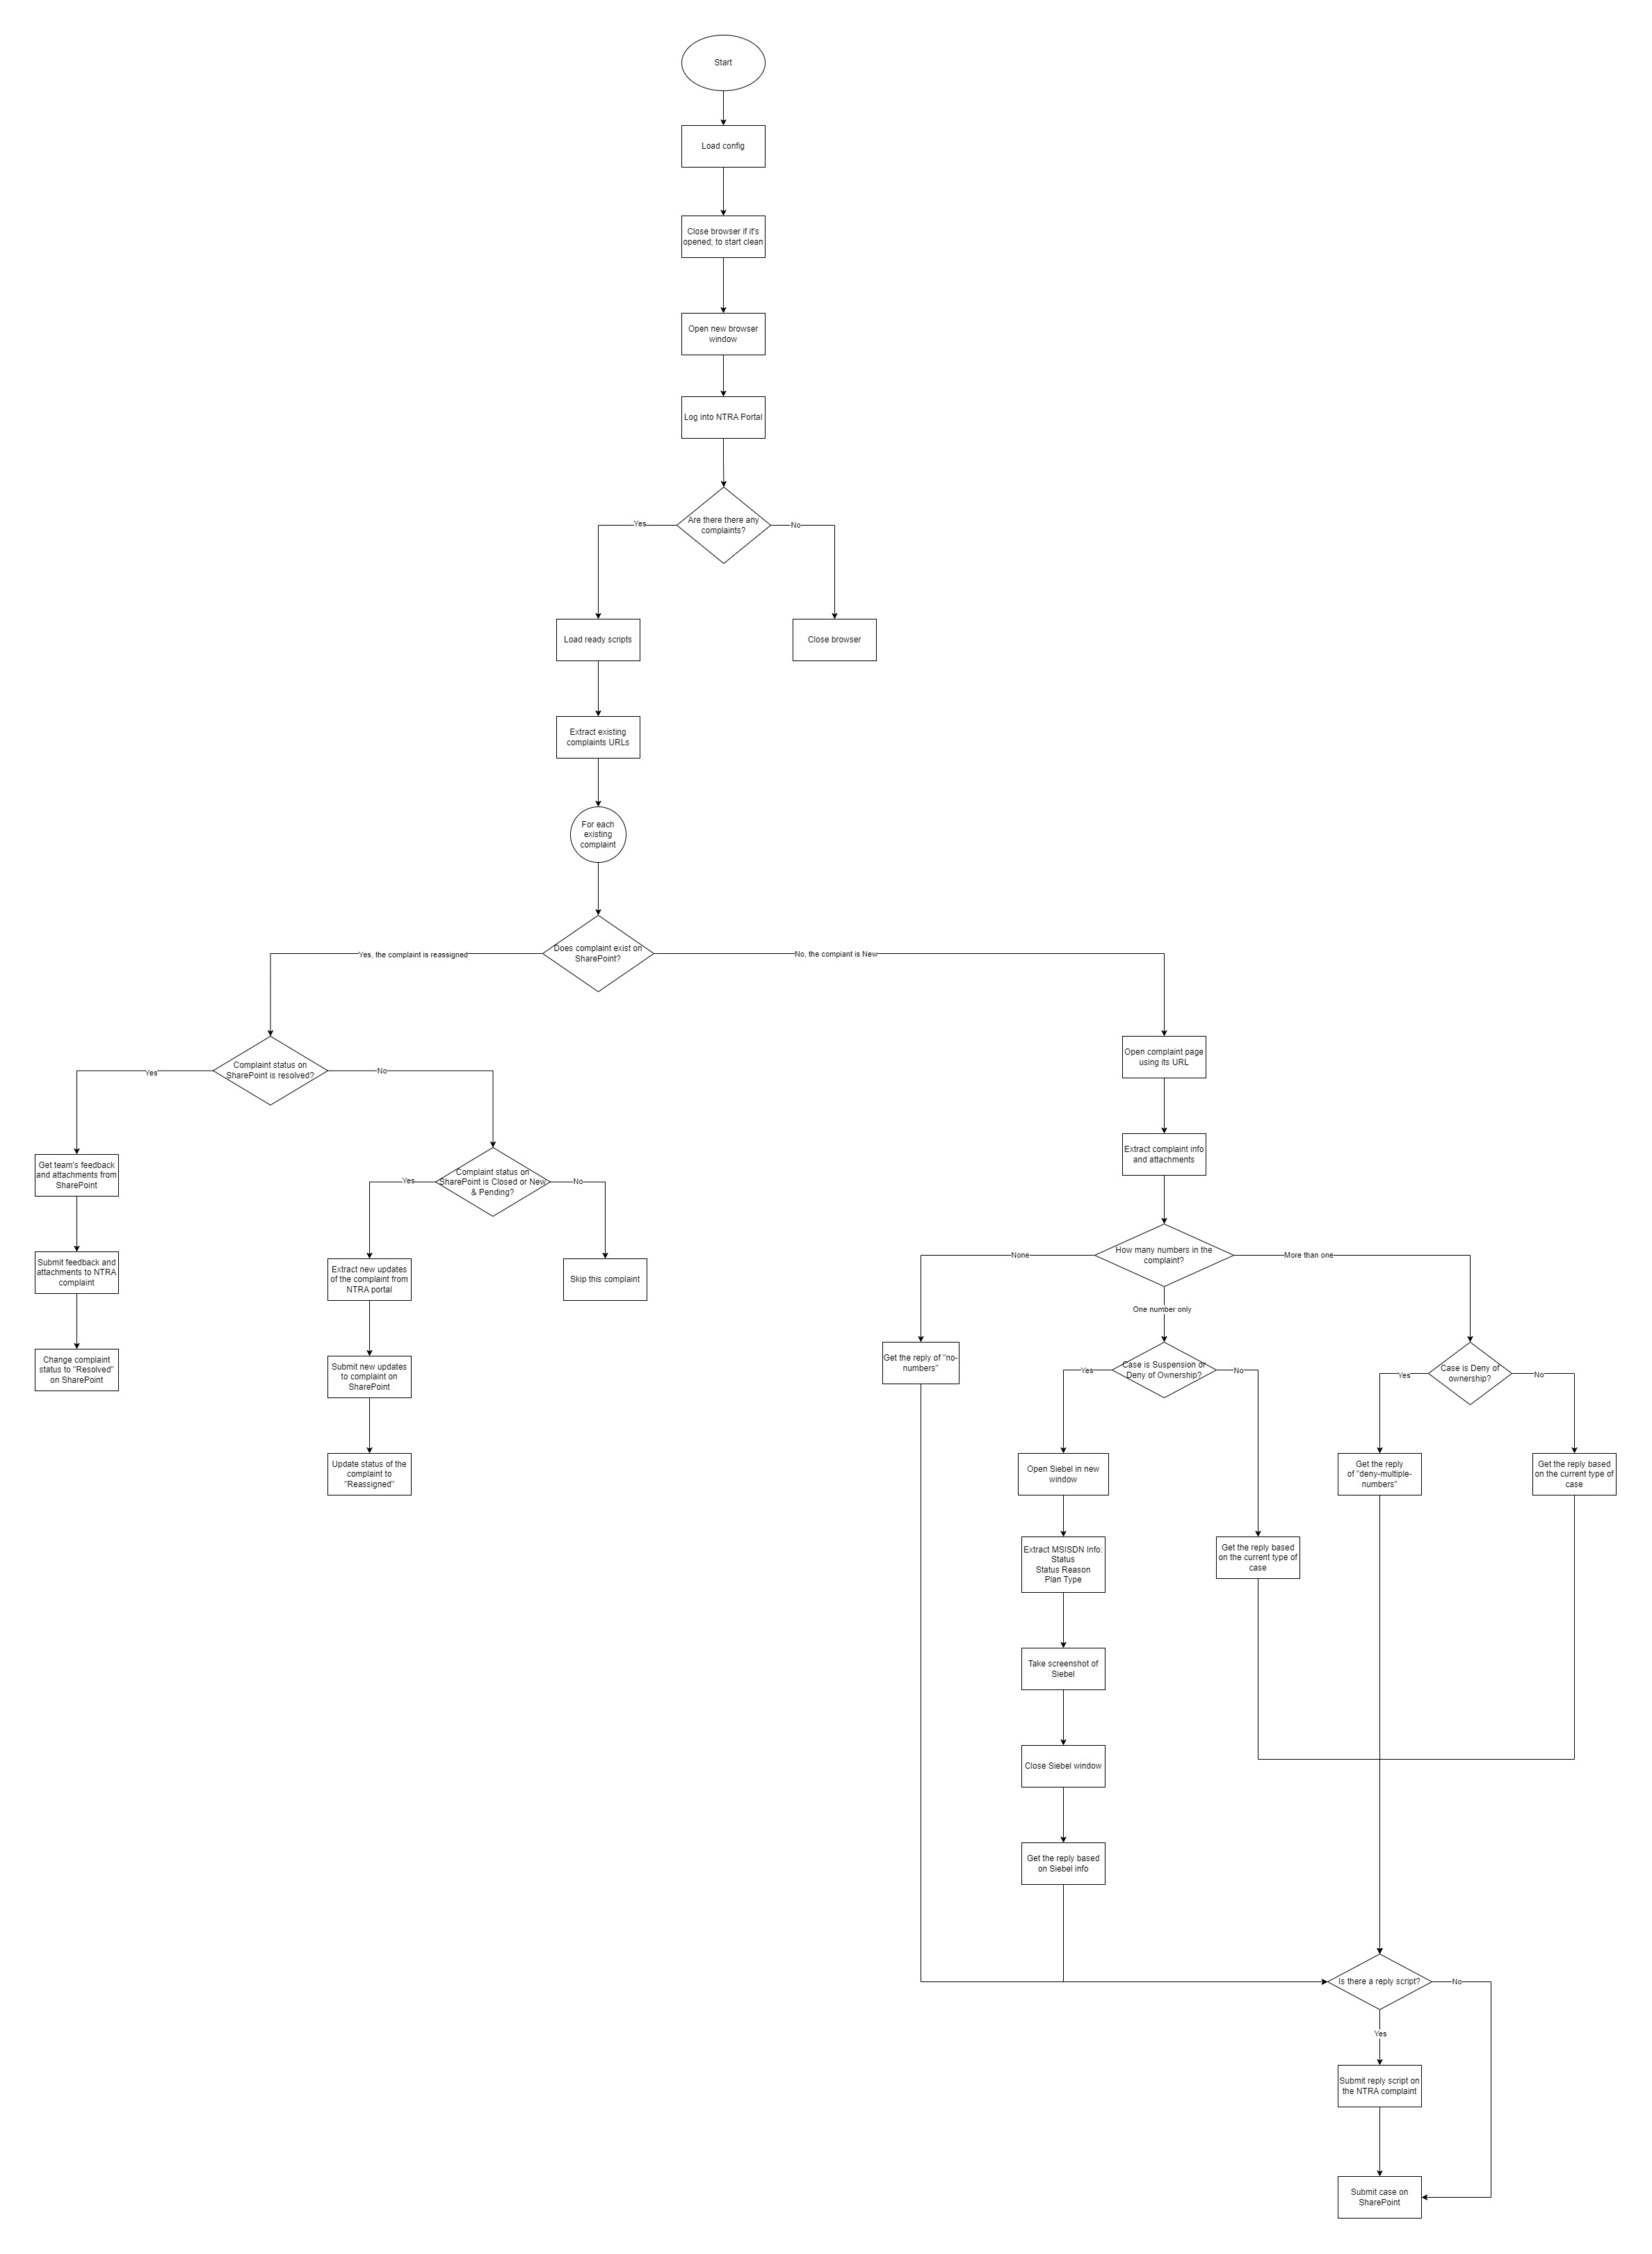 Start
Load config
Close browser if it's
opened; to start clean
Open new browser
window
Log into NTRA Portal
Are there there any
complaints?
Yes
No
Load ready scripts
Close browser
Extract existing
complaints URLs
For each
existing
complaint
Does complaint exist on
SharePoint?
Yes, the complaint is reassigned
No, the compiant is New
Complaint status on
SharePoint is resolved?
Yes
No
Get team's feedback
and attachments from
SharePoint
Submit feedback and
attachments to NTRA
complaint
Change complaint
status to "Resolved"
on SharePoint
Complaint status on
SharePoint is Closed or New
& Pending?
Yes
No
Extract new updates
of the complaint from
NTRA portal
Skip this complaint
Submit new updates
to complaint on
SharePoint
Update status of the
complaint to
"Reassigned"
Open complaint page
using its URL
Extract complaint info
and attachments
How many numbers in the
complaint?
None
More than one
One number only
Get the reply of "no-
numbers"
Case is Suspension or
Deny of Ownership?
Yes
No
Case is Deny of
ownership?
Yes
No
Open Siebel in new
window
Get the reply
of "deny-multiple-
numbers"
Get the reply based
on the current type of
case
Extract MSISDN Info:
Status
Status Reason
Plan Type
Get the reply based
on the current type of
case
Take screenshot of
Siebel
Close Siebel window
Get the reply based
on Siebel info
Is there a reply script?
No
Yes
Submit reply script on
the NTRA complaint
Submit case on
SharePoint